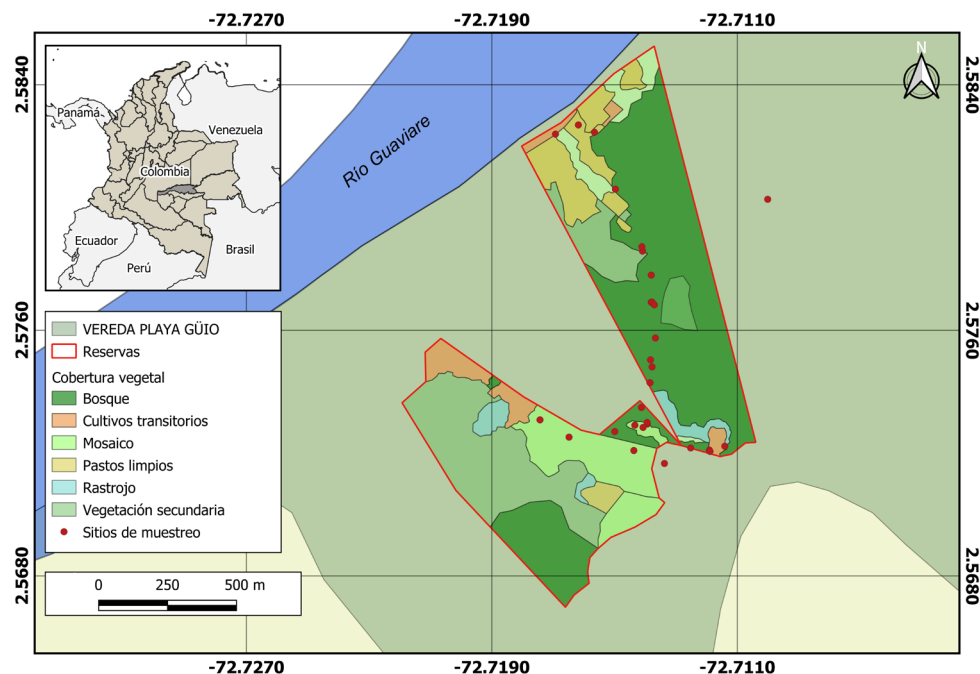 -72.7270 -72.7190 -72.7110
2.5840 2.5840
N
Panamá
Venezuela
Colombia
Ecuador
Perú
Brasil
Río Guaviare
2.5760 2.5760
VEREDA PLAYA GÜIO
Reservas
Cobertura vegetal
Bosque
Cultivos transitorios
Mosaico
Pastos limpios
Rastrojo
Vegetación secundaria
Sitios de muestreo
2.5680 2.5680
0 250 500 m
-72.7270 -72.7190 -72.7110